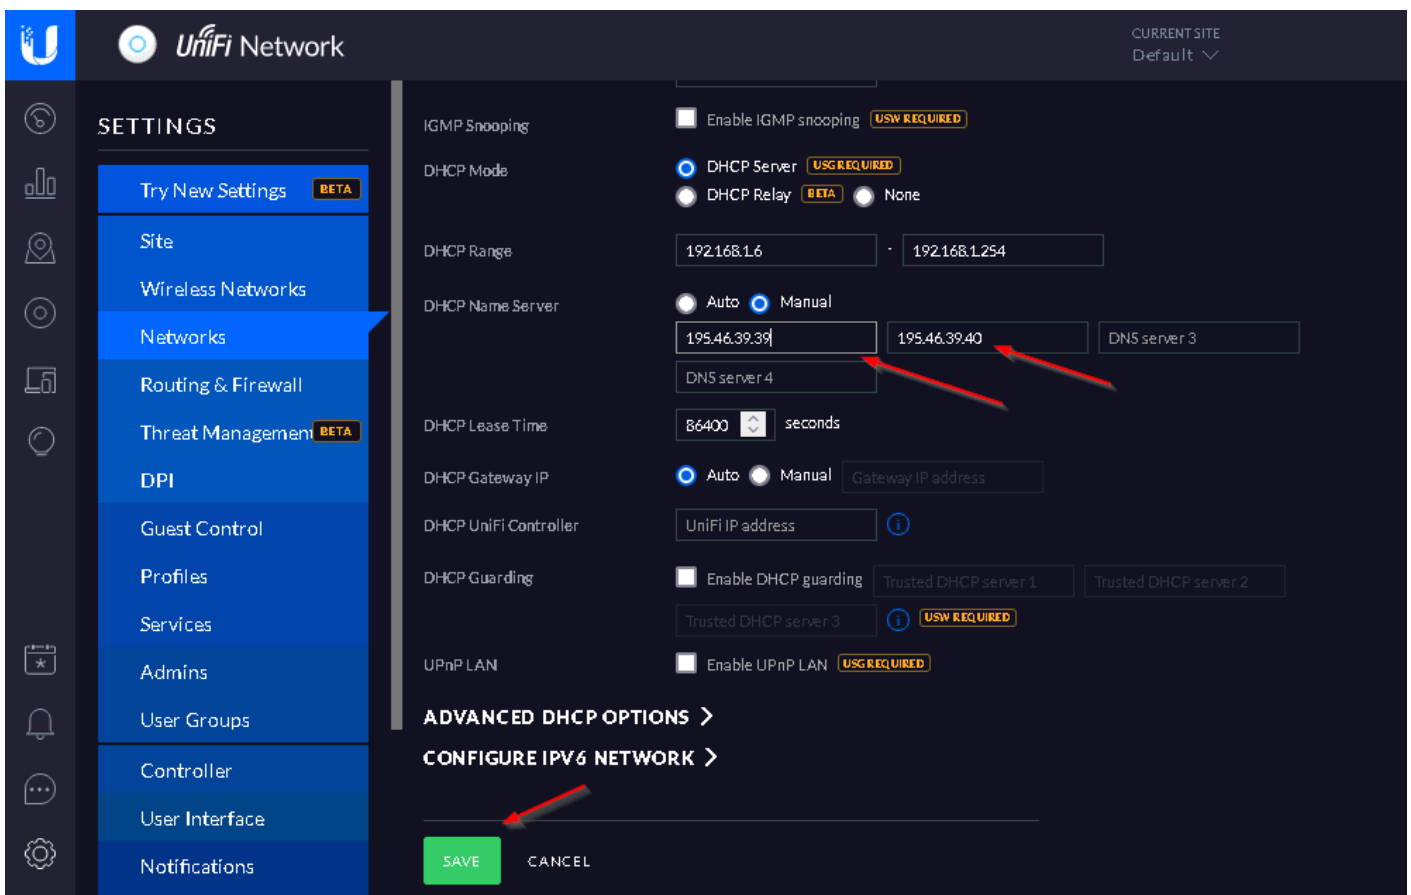 UniFi Network
CURRENT SITE
Default
SETTINGS
Try New Settings BETA
Site
Wireless Networks
Networks
Routing & Firewall
Threat Managemen BETA
DPI
Guest Control
Profiles
Services
Admins
User Groups
Controller
User Interface
Notifications
IGMP Snooping Enable IGMP snooping USW REQUIRED
DHCP Mode DHCP Server USG REQUIRED
DHCP Relay BETA None
DHCP Range 192.168.1.6 - 192.168.1.254
DHCP Name Server Auto Manual
195.46.39.39 195.46.39.40 DNS server 3
DNS server 4
DHCP Lease Time 86400 seconds
DHCP Gateway IP Auto Manual Gateway IP address
DHCP UniFi Controller UniFi IP address
DHCP Guarding Enable DHCP guarding Trusted DHCP server 1 Trusted DHCP server 2
Trusted DHCP server 3 USW REQUIRED
UPnP LAN Enable UPnP LAN USG REQUIRED
ADVANCED DHCP OPTIONS
CONFIGURE IPV6 NETWORK
SAVE CANCEL